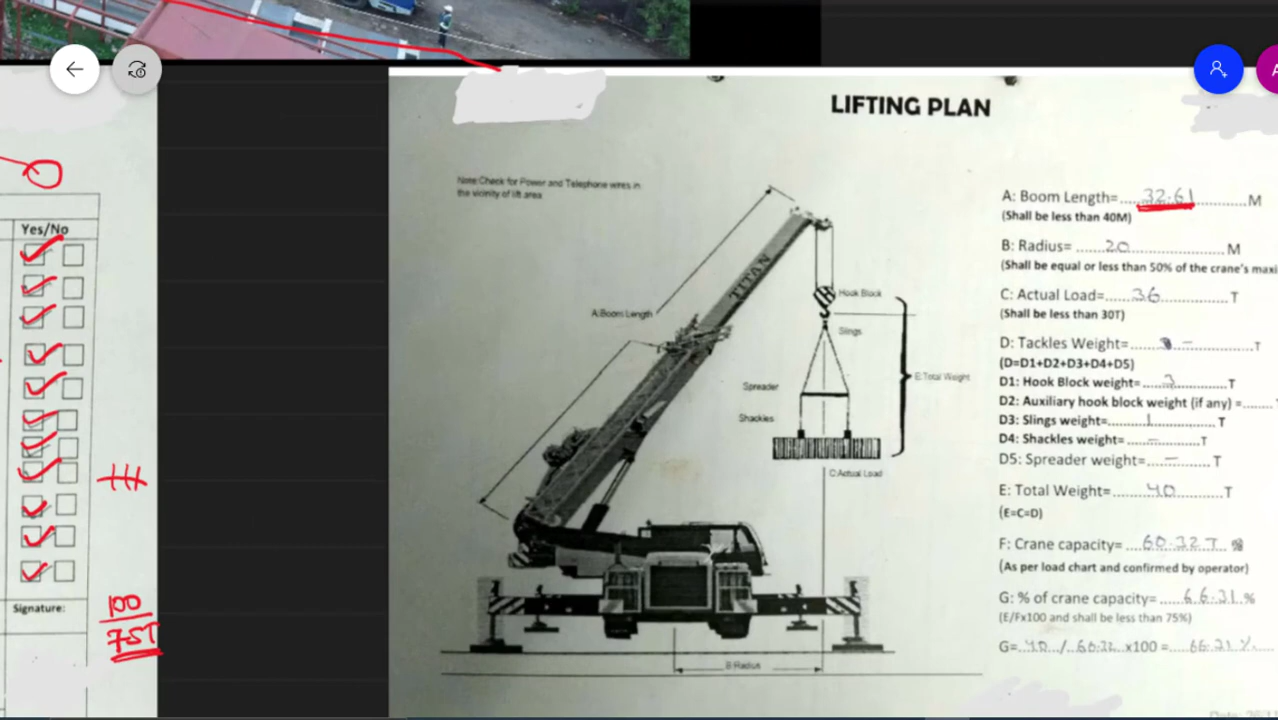 LIFTING PLAN
Note:Check for Power and Telephone wires in
the vicinity of lift area
TITAN
Hook Block
Slings
A:Boom Length
E:Total Weight
Spreader
Shackles
C:Actual Load
B:Radius
A: Boom Length= 32.61 M
(Shall be less than 40M)
B: Radius= 20 M
(Shall be equal or less than 50% of the crane's maxi
C: Actual Load= 36 T
(Shall be less than 30T)
D: Tackles Weight= - T
(D=D1+D2+D3+D4+D5)
D1: Hook Block weight= 3 T
D2: Auxiliary hook block weight (if any) =
D3: Slings weight= 1 T
D4: Shackles weight= - T
D5: Spreader weight= - T
E: Total Weight= 40 T
(E=C=D)
F: Crane capacity= 60.32 T %
(As per load chart and confirmed by operator)
G: % of crane capacity= 66.31 %
(E/Fx100 and shall be less than 75%)
G= 40 / 60.32 x100 = 66.31 %
Yes/No
Signature:
100
75T